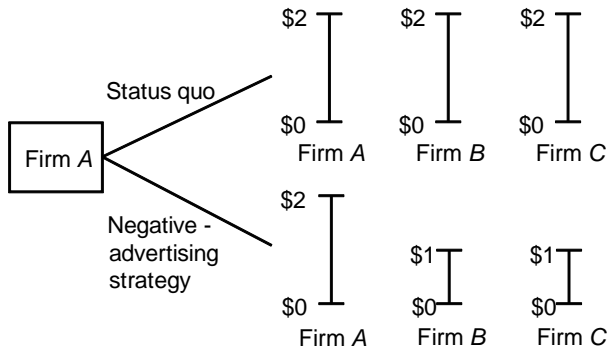 $2 $2 $2
Status quo
$0 $0 $0
Firm A Firm B Firm C
Firm A
$2
Negative -
advertising
strategy
$1 $1
$0 $0 $0
Firm A Firm B Firm C